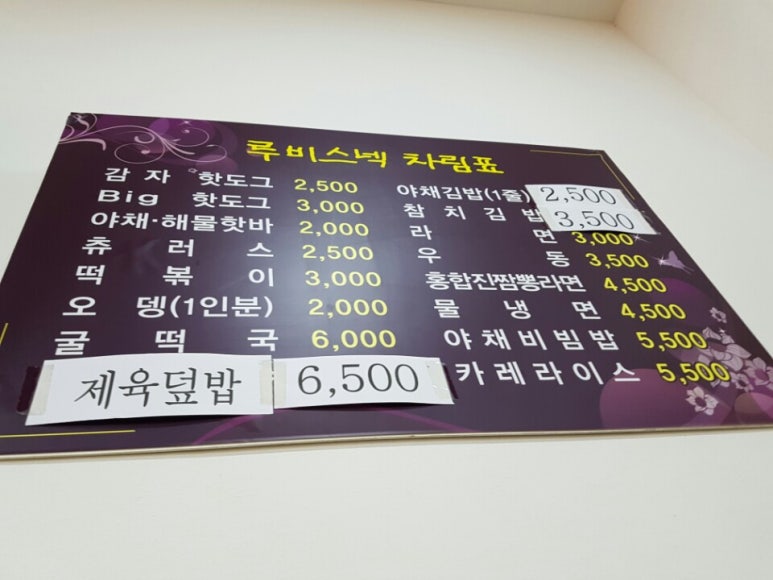 루비스넥 차림표
감자 핫도그 2,500
Big 핫도그 3,000
야채·해물핫바 2,000
츄러스 2,500
떡볶이 3,000
오뎅(1인분) 2,000
굴떡국 6,000
제육덮밥 6,500
야채김밥(1줄) 2,500
참치김밥 3,500
라면 3,000
우동 3,500
홍합진짬뽕라면 4,500
물냉면 4,500
야채비빔밥 5,500
카레라이스 5,500